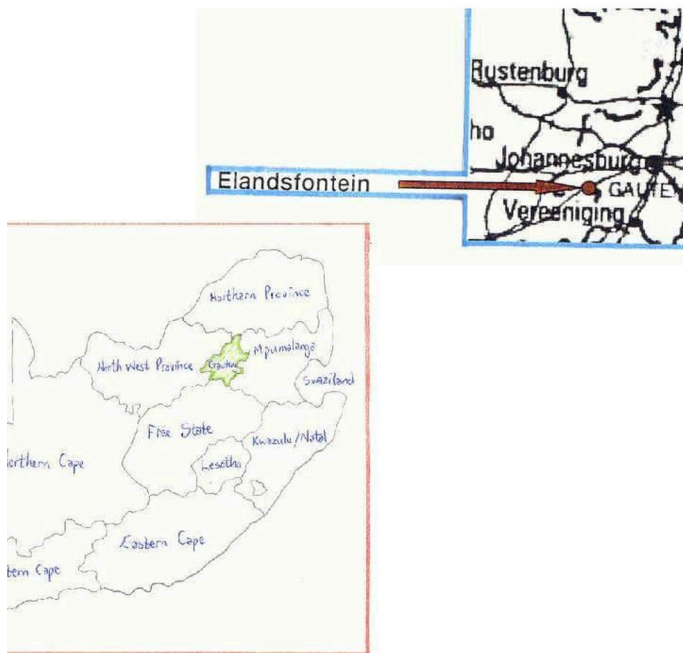 Rustenburg
ho
Johannesburg
Elandsfontein
GAUTEN
Vereeniging
Northern Province
North West Province
Gauteng
Mpumalanga
Swaziland
Free State
Kwazulu/Natal
Lesotho
orthern Cape
Eastern Cape
tern Cape